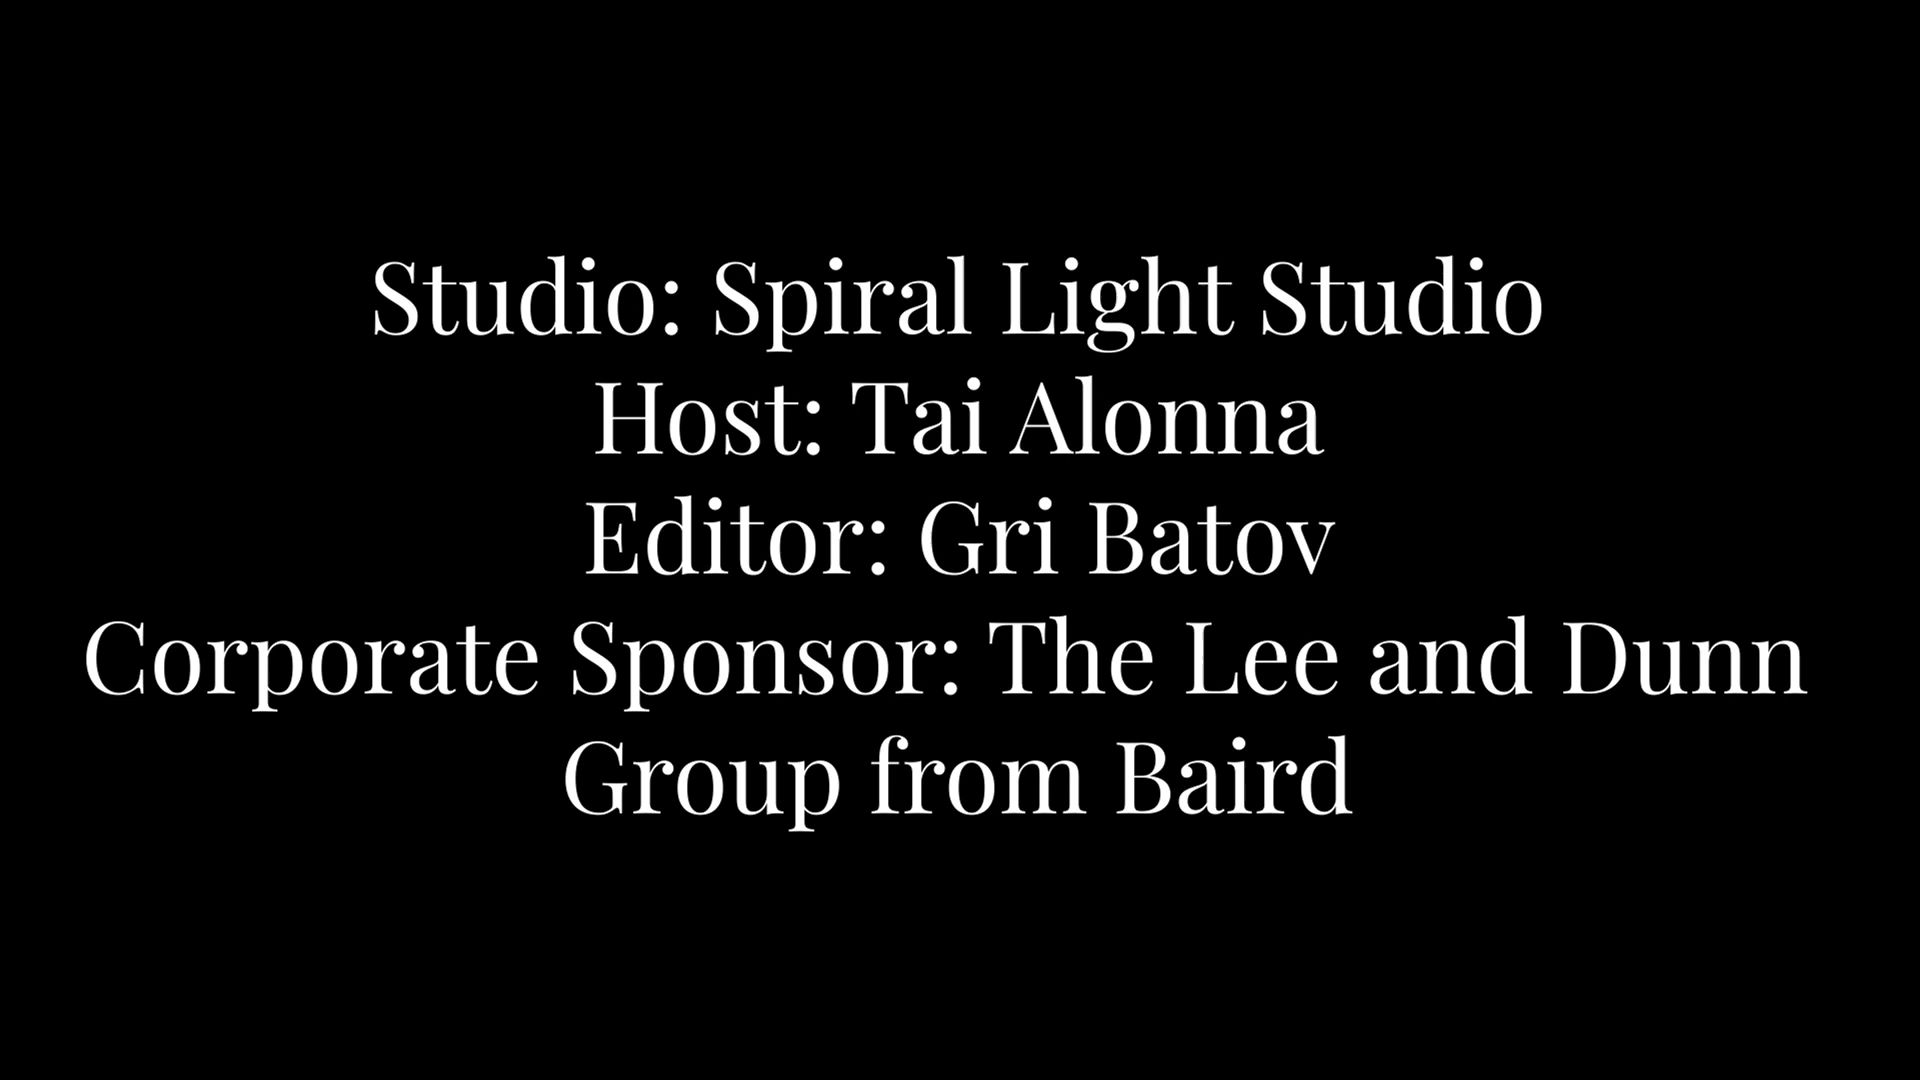 Studio: Spiral Light Studio
Host: Tai Alonna
Editor: Gri Batov
Corporate Sponsor: The Lee and Dunn
Group from Baird